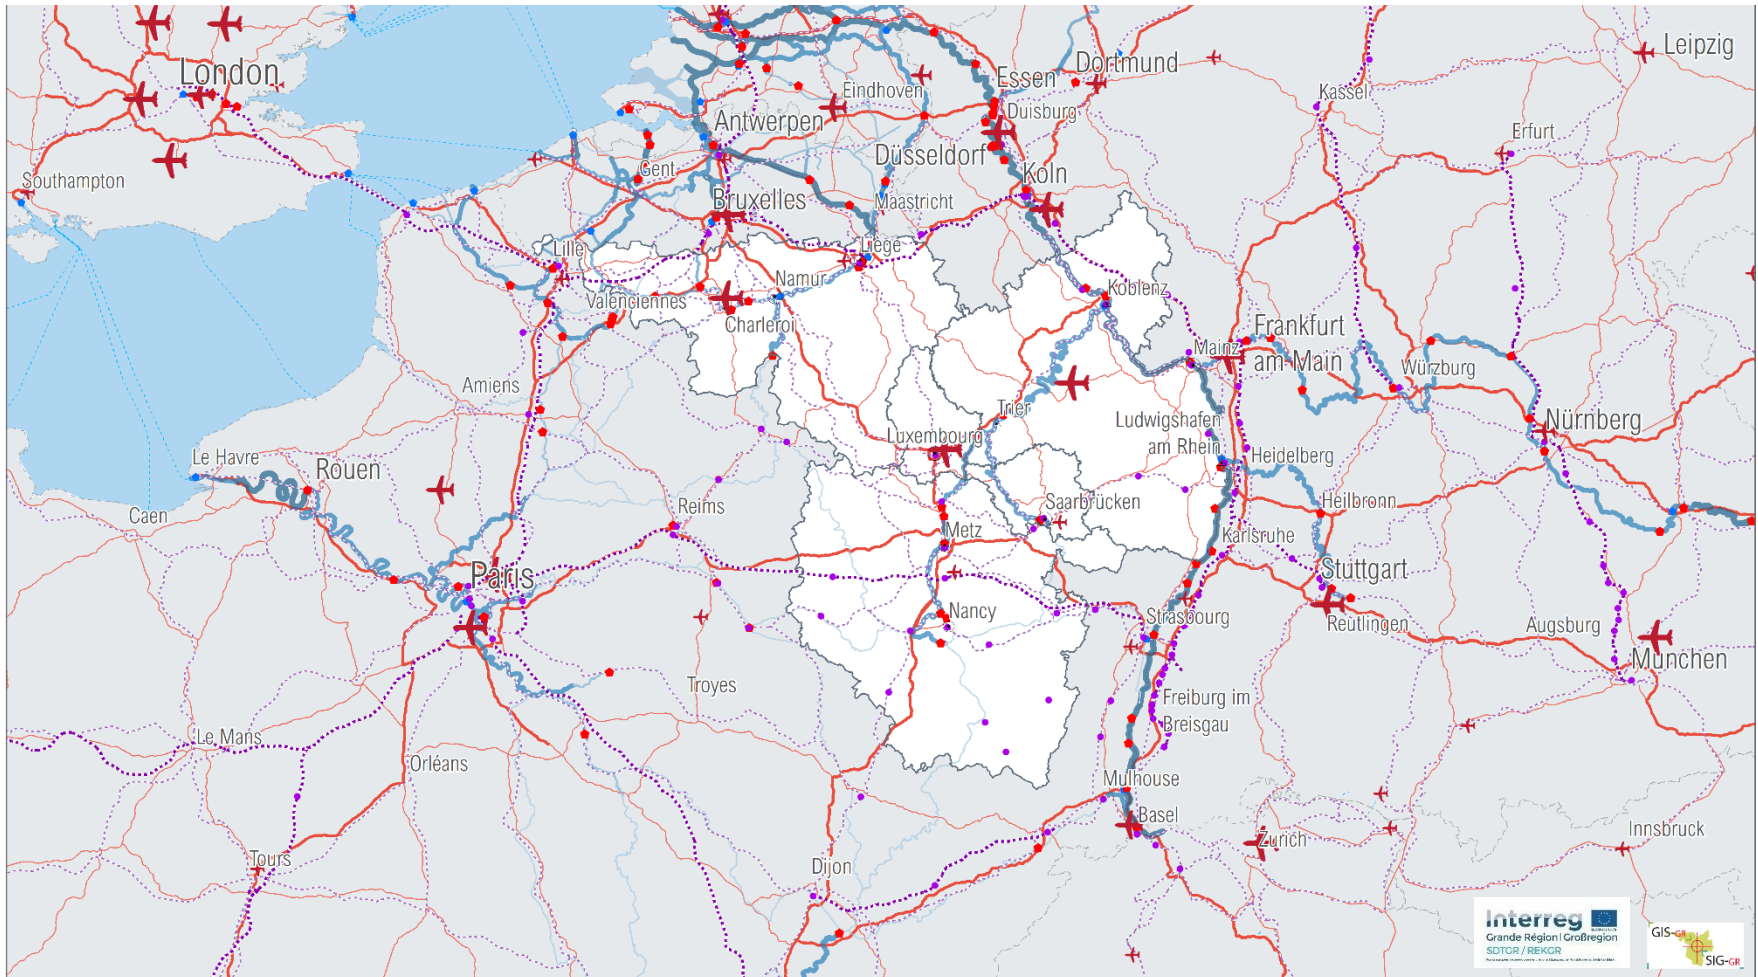 Leipzig
London
Dortmund
Essen
Eindhoven
Kassel
Duisburg
Antwerpen
Erfurt
Düsseldorf
Gent
Köln
Southampton
Bruxelles
Maastricht
Lille
Liège
Namur
Koblenz
Valenciennes
Charleroi
Frankfurt
am Main
Mainz
Würzburg
Amiens
Trier
Ludwigshafen
am Rhein
Nürnberg
Luxembourg
Le Havre
Rouen
Heidelberg
Saarbrücken
Heilbronn
Caen
Reims
Metz
Karlsruhe
Paris
Stuttgart
Nancy
Strasbourg
Reutlingen
Augsburg
München
Troyes
Freiburg im
Breisgau
Le Mans
Orléans
Mulhouse
Basel
Innsbruck
Zürich
Tours
Dijon
Interreg
Grande Région | Großregion
SDTGR / REKGR
GIS-GR
SIG-GR